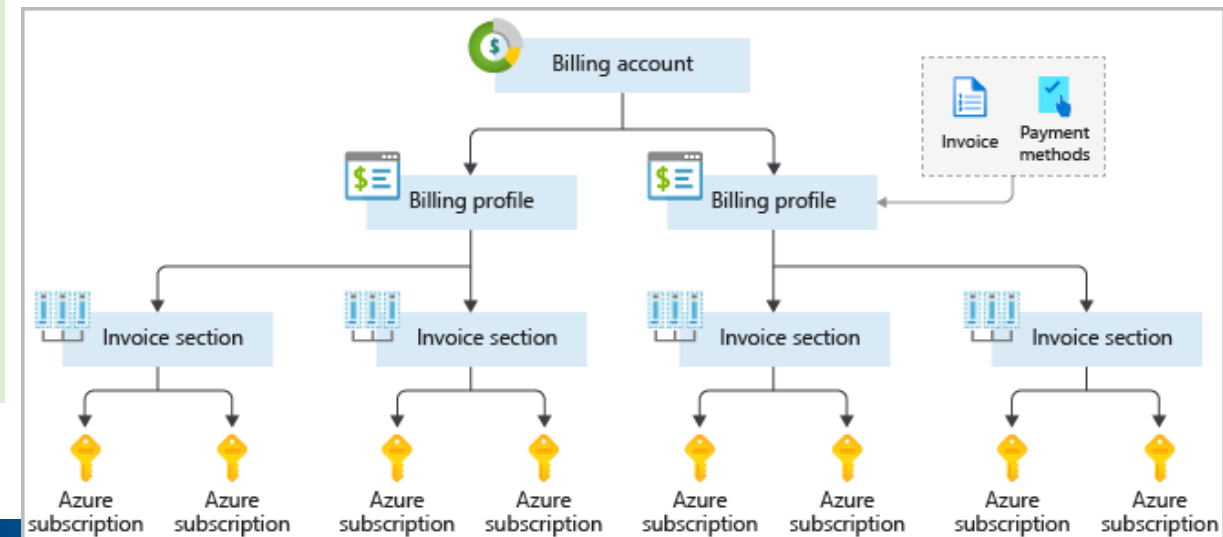 $
Billing account
Invoice
Payment
methods
$
Billing profile
$
Billing profile
Invoice section
Invoice section
Invoice section
Invoice section
Azure
subscription
Azure
subscription
Azure
subscription
Azure
subscription
Azure
subscription
Azure
subscription
Azure
subscription
Azure
subscription